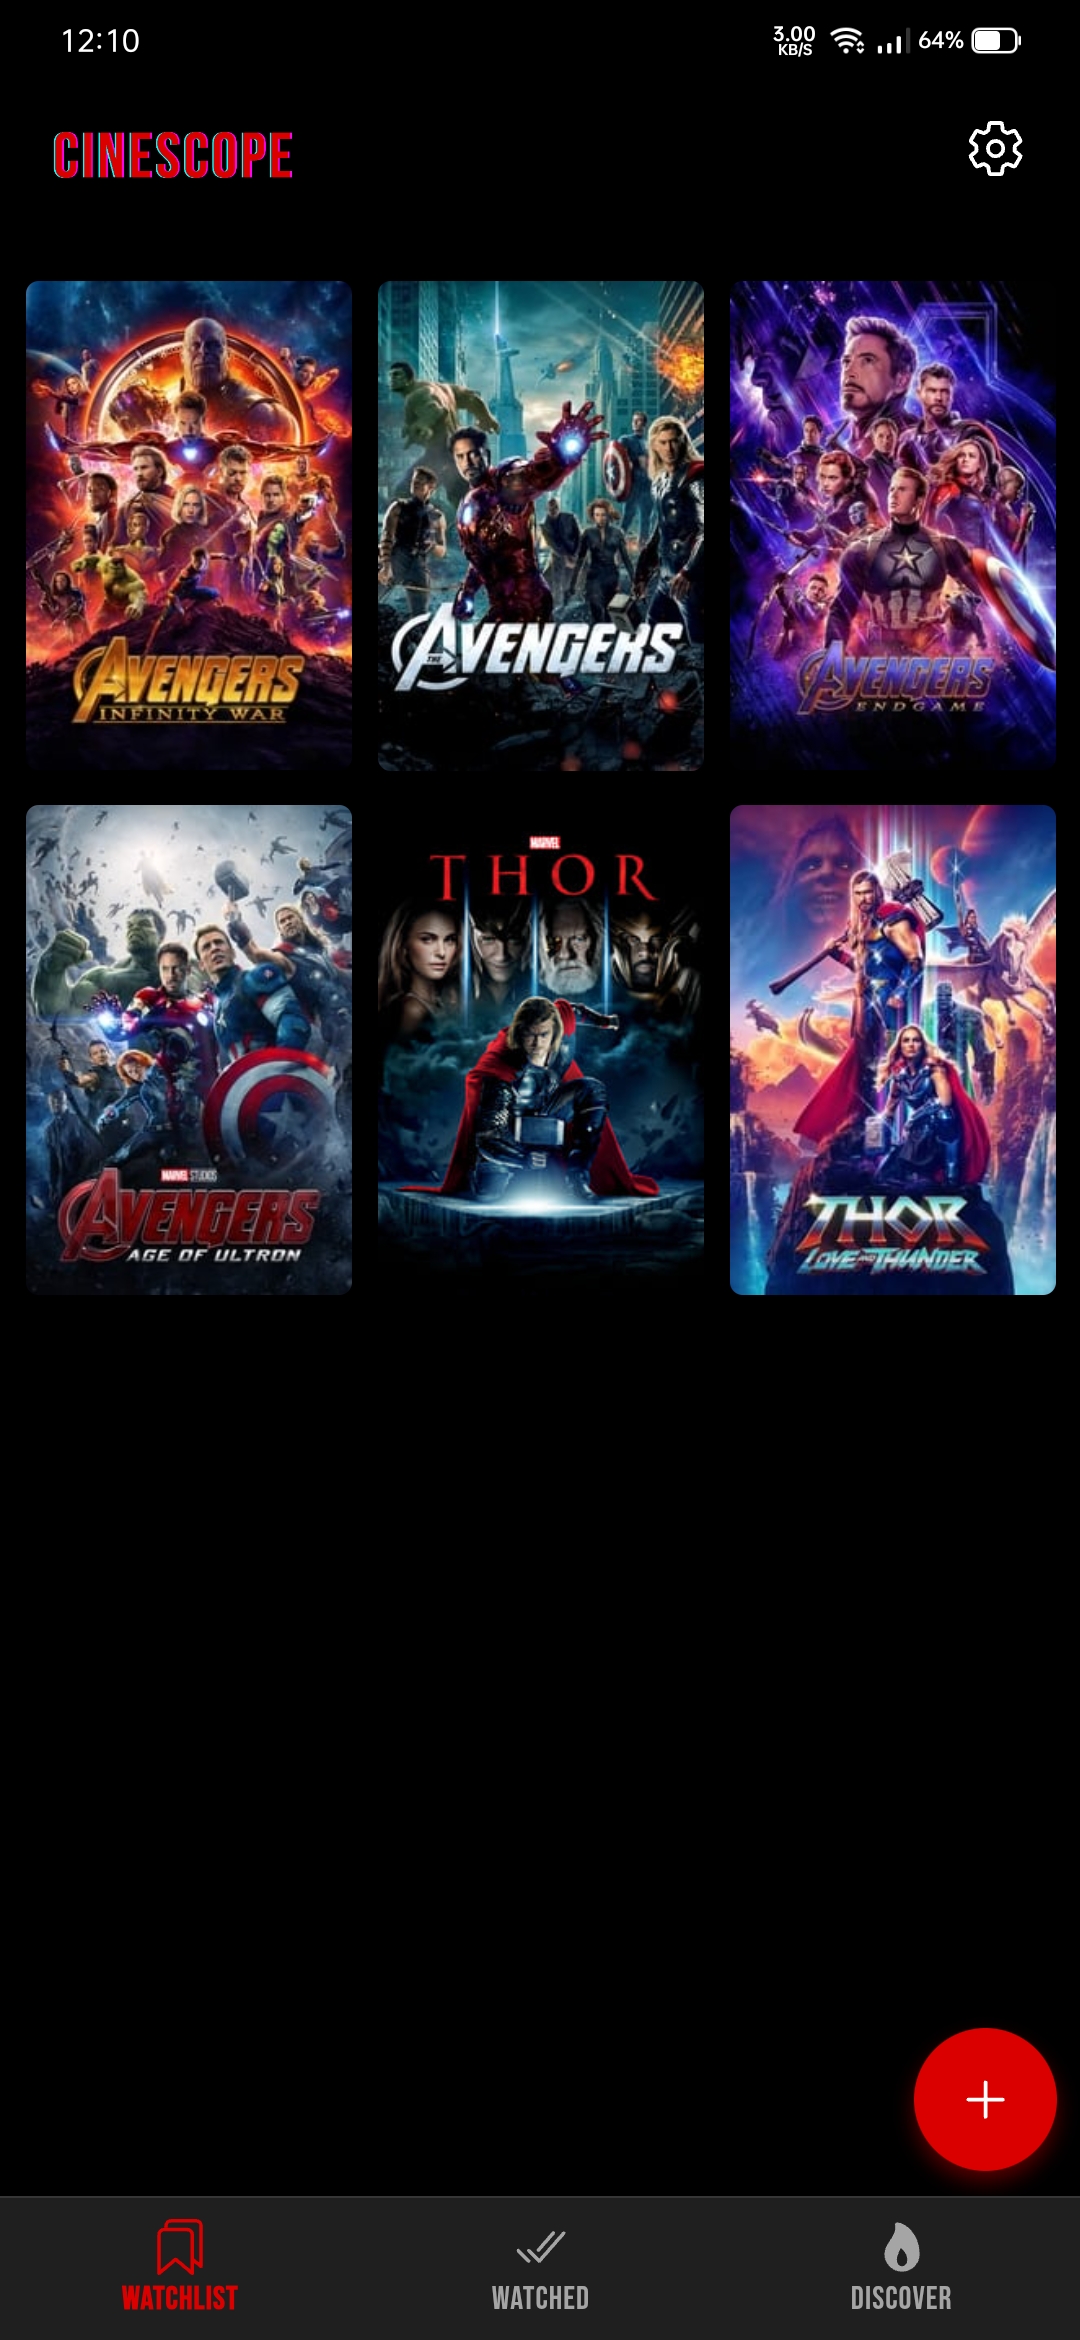 12:10
3.00
KB/S
64%
CINESCOPE
AVENGERS
INFINITY WAR
THE
AVENGERS
AVENGERS
ENDGAME
MARVEL STUDIOS
AVENGERS
AGE OF ULTRON
MARVEL
THOR
THOR
LOVE AND THUNDER
WATCHLIST
WATCHED
DISCOVER